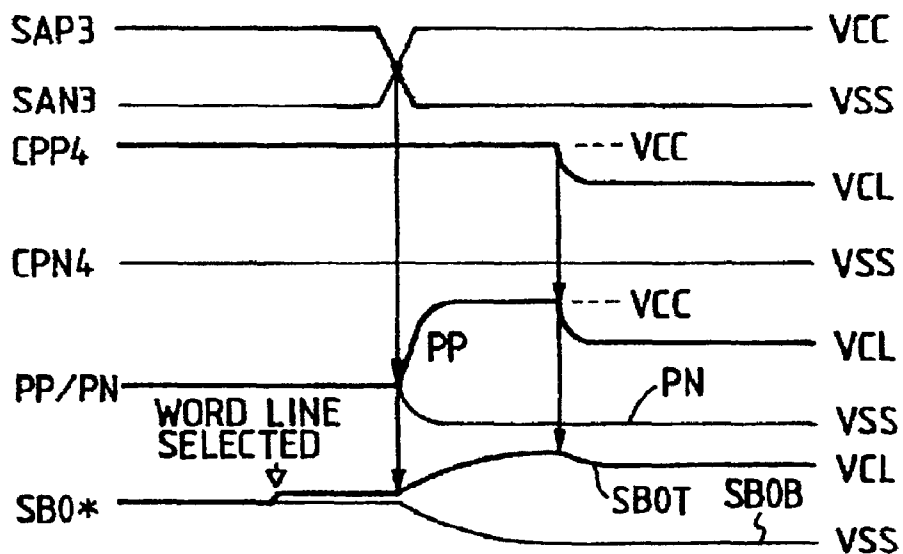 SAP3 VCC
SAN3 VSS
CPP4 --- VCC
VCL
CPN4 VSS
--- VCC
PP VCL
PP/PN PN
WORD LINE VSS
SELECTED
VCL
SB0* SB0T SB0B
VSS